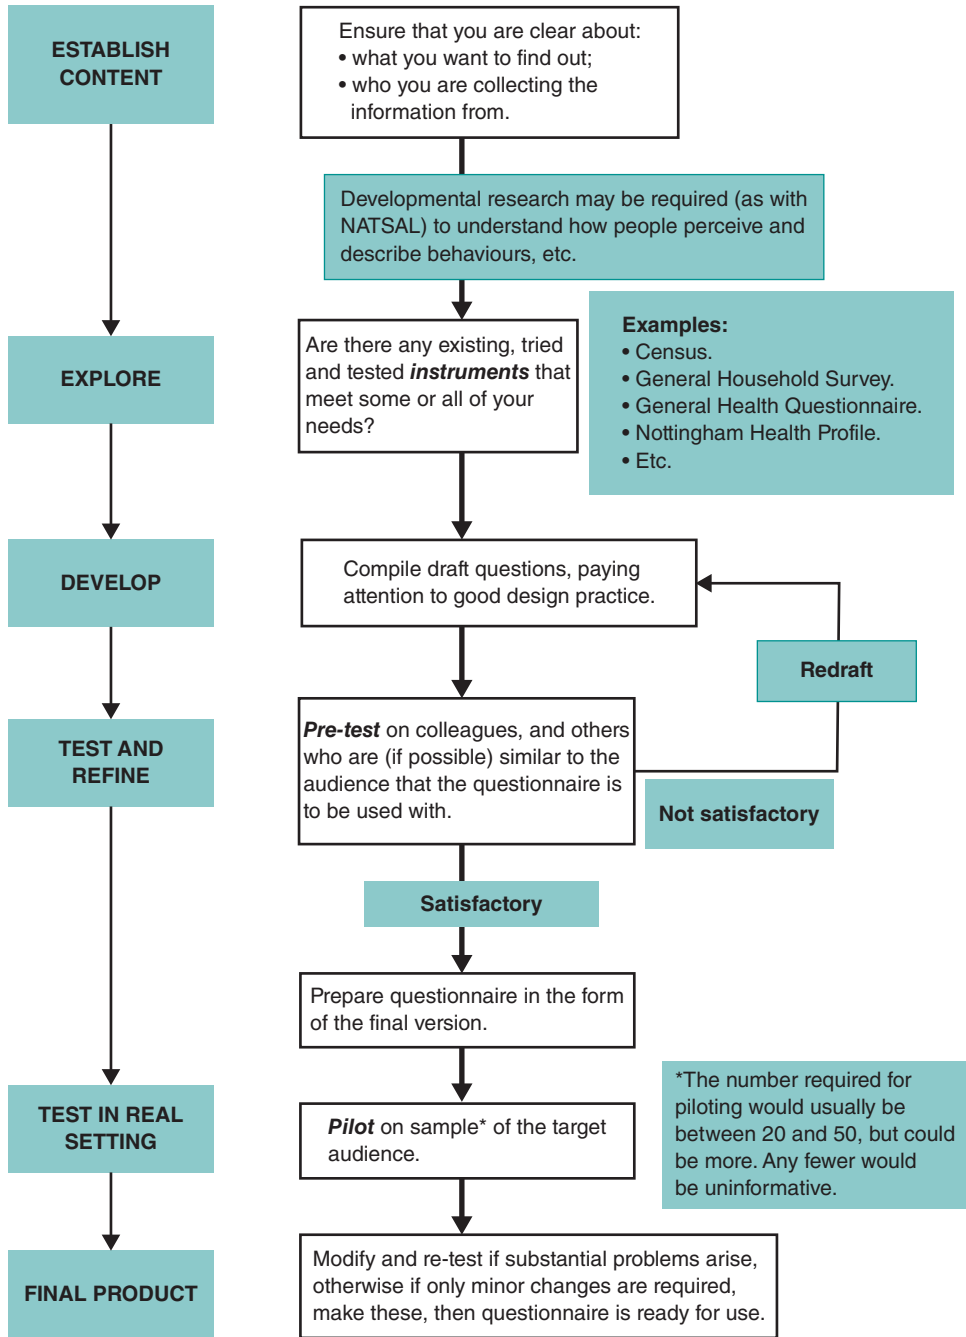 ESTABLISH
CONTENT
Ensure that you are clear about:
• what you want to find out;
• who you are collecting the
information from.
Developmental research may be required (as with
NATSAL) to understand how people perceive and
describe behaviours, etc.
EXPLORE
Are there any existing, tried
and tested instruments that
meet some or all of your
needs?
Examples:
• Census.
• General Household Survey.
• General Health Questionnaire.
• Nottingham Health Profile.
• Etc.
DEVELOP
Compile draft questions, paying
attention to good design practice.
Redraft
TEST AND
REFINE
Pre-test on colleagues, and others
who are (if possible) similar to the
audience that the questionnaire is
to be used with.
Not satisfactory
Satisfactory
Prepare questionnaire in the form
of the final version.
TEST IN REAL
SETTING
Pilot on sample* of the target
audience.
*The number required for
piloting would usually be
between 20 and 50, but could
be more. Any fewer would
be uninformative.
FINAL PRODUCT
Modify and re-test if substantial problems arise,
otherwise if only minor changes are required,
make these, then questionnaire is ready for use.